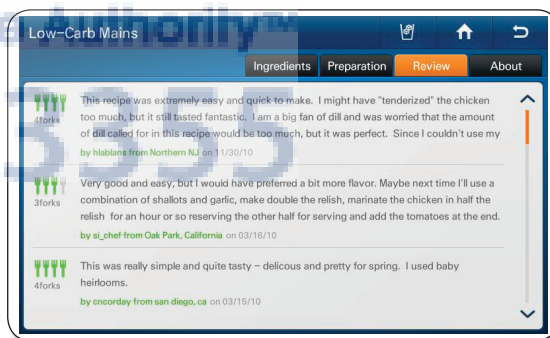 Low-Carb Mains
Ingredients Preparation Review About
This recipe was extremely easy and quick to make. I might have "tenderized" the chicken
4forks too much, but it still tasted fantastic. I am a big fan of dill and was worried that the amount
of dill called for in this recipe would be too much, but it was perfect. Since I couldn't use my
by hlablans from Northern NJ on 11/30/10
Very good and easy, but I would have preferred a bit more flavor. Maybe next time I'll use a
3forks combination of shallots and garlic, make double the relish, marinate the chicken in half the
relish for an hour or so reserving the other half for serving and add the tomatoes at the end.
by si_chef from Oak Park, California on 03/16/10
This was really simple and quite tasty – delicous and pretty for spring. I used baby
4forks heirlooms.
by cncorday from san diego, ca on 03/15/10
3355